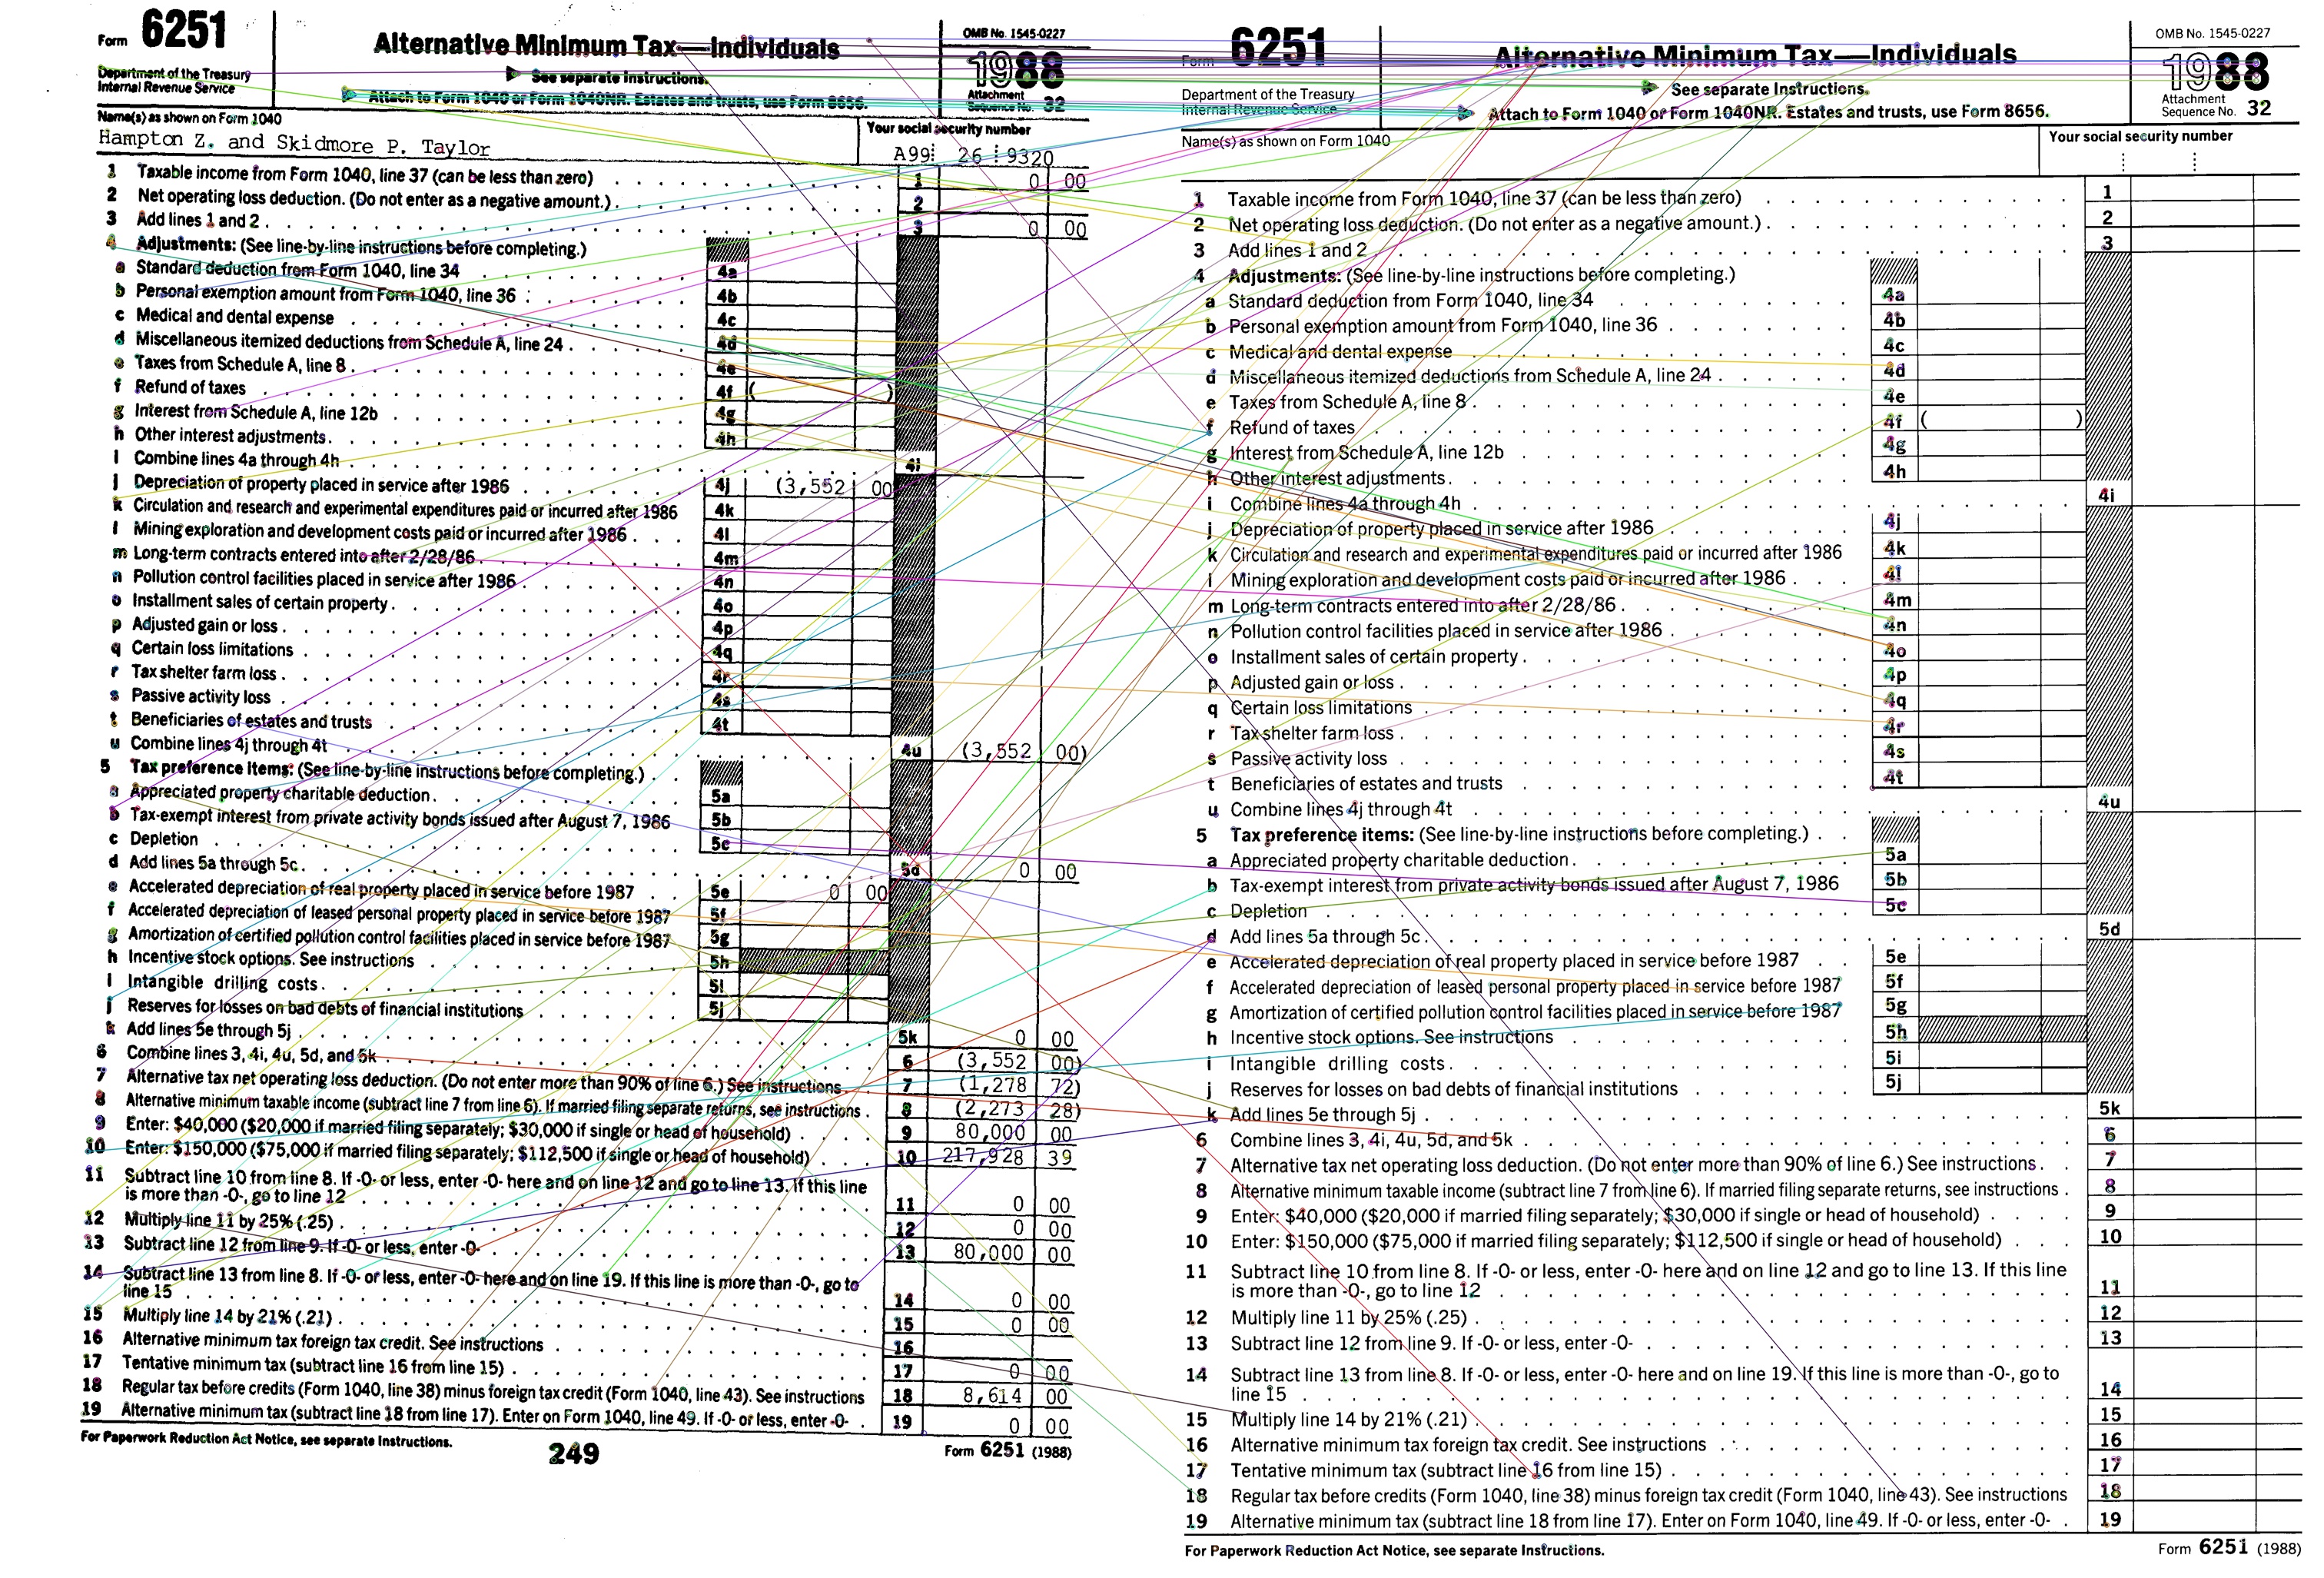 Form 6251
Alternative Minimum Tax—Individuals
See separate Instructions.
Attach to Form 1040 or Form 1040NR. Estates and trusts, use Form 8656.
Department of the Treasury
Internal Revenue Service
OMB No. 1545-0227
1988
Attachment
Sequence No. 32
Name(s) as shown on Form 1040
Hampton Z. and Skidmore P. Taylor
Your social security number
A99 26 9320
1 Taxable income from Form 1040, line 37 (can be less than zero) 1 0 00
2 Net operating loss deduction. (Do not enter as a negative amount.) 2
3 Add lines 1 and 2 3 0 00
4 Adjustments: (See line-by-line instructions before completing.)
a Standard deduction from Form 1040, line 34 4a
b Personal exemption amount from Form 1040, line 36 4b
c Medical and dental expense 4c
d Miscellaneous itemized deductions from Schedule A, line 24 4d
e Taxes from Schedule A, line 8 4e
f Refund of taxes 4f ( )
g Interest from Schedule A, line 12b 4g
h Other interest adjustments 4h
i Combine lines 4a through 4h 4i
j Depreciation of property placed in service after 1986 4j (3,552 00
k Circulation and research and experimental expenditures paid or incurred after 1986 4k
l Mining exploration and development costs paid or incurred after 1986 4l
m Long-term contracts entered into after 2/28/86 4m
n Pollution control facilities placed in service after 1986 4n
o Installment sales of certain property 4o
p Adjusted gain or loss 4p
q Certain loss limitations 4q
r Tax shelter farm loss 4r
s Passive activity loss 4s
t Beneficiaries of estates and trusts 4t
u Combine lines 4j through 4t 4u (3,552 00)
5 Tax preference items: (See line-by-line instructions before completing.)
a Appreciated property charitable deduction 5a
b Tax-exempt interest from private activity bonds issued after August 7, 1986 5b
c Depletion 5c
d Add lines 5a through 5c 5d 0 00
e Accelerated depreciation of real property placed in service before 1987 5e 0 00
f Accelerated depreciation of leased personal property placed in service before 1987 5f
g Amortization of certified pollution control facilities placed in service before 1987 5g
h Incentive stock options. See instructions 5h
i Intangible drilling costs 5i
j Reserves for losses on bad debts of financial institutions 5j
k Add lines 5e through 5j 5k 0 00
6 Combine lines 3, 4i, 4u, 5d, and 5k 6 (3,552 00)
7 Alternative tax net operating loss deduction. (Do not enter more than 90% of line 6.) See instructions 7 (1,278 72)
8 Alternative minimum taxable income (subtract line 7 from line 6). If married filing separate returns, see instructions 8 (2,273 28)
9 Enter: $40,000 ($20,000 if married filing separately; $30,000 if single or head of household) 9 80,000 00
10 Enter: $150,000 ($75,000 if married filing separately; $112,500 if single or head of household) 10 217,928 39
11 Subtract line 10 from line 8. If -0- or less, enter -0- here and on line 12 and go to line 13. If this line
is more than -0-, go to line 12 11 0 00
12 Multiply line 11 by 25% (.25) 12 0 00
13 Subtract line 12 from line 9. If -0- or less, enter -0- 13 80,000 00
14 Subtract line 13 from line 8. If -0- or less, enter -0- here and on line 19. If this line is more than -0-, go to
line 15 14 0 00
15 Multiply line 14 by 21% (.21) 15 0 00
16 Alternative minimum tax foreign tax credit. See instructions 16
17 Tentative minimum tax (subtract line 16 from line 15) 17 0 00
18 Regular tax before credits (Form 1040, line 38) minus foreign tax credit (Form 1040, line 43). See instructions 18 8,614 00
19 Alternative minimum tax (subtract line 18 from line 17). Enter on Form 1040, line 49. If -0- or less, enter -0- 19 0 00
For Paperwork Reduction Act Notice, see separate Instructions.
249
Form 6251 (1988)
Form 6251
Alternative Minimum Tax—Individuals
See separate Instructions.
Attach to Form 1040 or Form 1040NR. Estates and trusts, use Form 8656.
Department of the Treasury
Internal Revenue Service
OMB No. 1545-0227
1988
Attachment
Sequence No. 32
Name(s) as shown on Form 1040
Your social security number
1 Taxable income from Form 1040, line 37 (can be less than zero) 1
2 Net operating loss deduction. (Do not enter as a negative amount.) 2
3 Add lines 1 and 2 3
4 Adjustments: (See line-by-line instructions before completing.)
a Standard deduction from Form 1040, line 34 4a
b Personal exemption amount from Form 1040, line 36 4b
c Medical and dental expense 4c
d Miscellaneous itemized deductions from Schedule A, line 24 4d
e Taxes from Schedule A, line 8 4e
f Refund of taxes 4f ( )
g Interest from Schedule A, line 12b 4g
h Other interest adjustments 4h
i Combine lines 4a through 4h 4i
j Depreciation of property placed in service after 1986 4j
k Circulation and research and experimental expenditures paid or incurred after 1986 4k
l Mining exploration and development costs paid or incurred after 1986 4l
m Long-term contracts entered into after 2/28/86 4m
n Pollution control facilities placed in service after 1986 4n
o Installment sales of certain property 4o
p Adjusted gain or loss 4p
q Certain loss limitations 4q
r Tax shelter farm loss 4r
s Passive activity loss 4s
t Beneficiaries of estates and trusts 4t
u Combine lines 4j through 4t 4u
5 Tax preference items: (See line-by-line instructions before completing.)
a Appreciated property charitable deduction 5a
b Tax-exempt interest from private activity bonds issued after August 7, 1986 5b
c Depletion 5c
d Add lines 5a through 5c 5d
e Accelerated depreciation of real property placed in service before 1987 5e
f Accelerated depreciation of leased personal property placed in service before 1987 5f
g Amortization of certified pollution control facilities placed in service before 1987 5g
h Incentive stock options. See instructions 5h
i Intangible drilling costs 5i
j Reserves for losses on bad debts of financial institutions 5j
k Add lines 5e through 5j 5k
6 Combine lines 3, 4i, 4u, 5d, and 5k 6
7 Alternative tax net operating loss deduction. (Do not enter more than 90% of line 6.) See instructions 7
8 Alternative minimum taxable income (subtract line 7 from line 6). If married filing separate returns, see instructions 8
9 Enter: $40,000 ($20,000 if married filing separately; $30,000 if single or head of household) 9
10 Enter: $150,000 ($75,000 if married filing separately; $112,500 if single or head of household) 10
11 Subtract line 10 from line 8. If -0- or less, enter -0- here and on line 12 and go to line 13. If this line
is more than -0-, go to line 12 11
12 Multiply line 11 by 25% (.25) 12
13 Subtract line 12 from line 9. If -0- or less, enter -0- 13
14 Subtract line 13 from line 8. If -0- or less, enter -0- here and on line 19. If this line is more than -0-, go to
line 15 14
15 Multiply line 14 by 21% (.21) 15
16 Alternative minimum tax foreign tax credit. See instructions 16
17 Tentative minimum tax (subtract line 16 from line 15) 17
18 Regular tax before credits (Form 1040, line 38) minus foreign tax credit (Form 1040, line 43). See instructions 18
19 Alternative minimum tax (subtract line 18 from line 17). Enter on Form 1040, line 49. If -0- or less, enter -0- 19
For Paperwork Reduction Act Notice, see separate Instructions.
Form 6251 (1988)